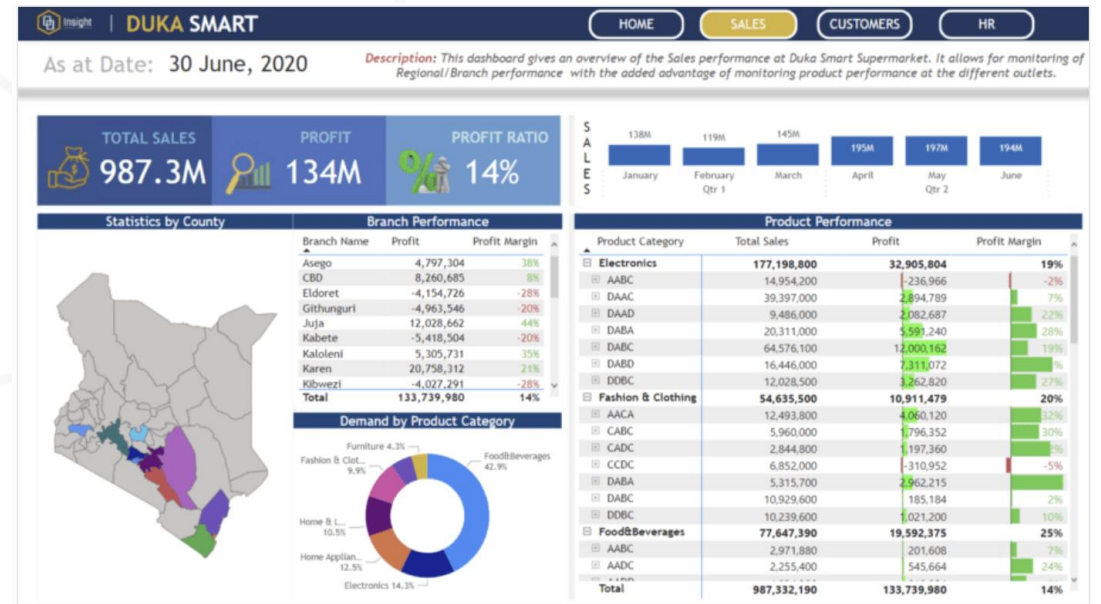 Insight | DUKA SMART
HOME
SALES
CUSTOMERS
HR
As at Date: 30 June, 2020
Description: This dashboard gives an overview of the Sales performance at Duka Smart Supermarket. It allows for monitoring of
Regional/Branch performance with the added advantage of monitoring product performance at the different outlets.
TOTAL SALES
987.3M
PROFIT
134M
PROFIT RATIO
14%
SALES
138M 119M 145M 195M 197M 194M
January February March April May June
Qtr 1 Qtr 2
Statistics by County
Branch Performance
Branch Name Profit Profit Margin
Asego 4,797,304 38%
CBD 8,260,685 8%
Eldoret -4,154,726 -28%
Githunguri -4,963,546 -20%
Juja 12,028,662 44%
Kabete -5,418,504 -20%
Kaloleni 5,305,731 35%
Karen 20,758,312 21%
Kibwezi -4,027,291 -28%
Total 133,739,980 14%
Demand by Product Category
Furniture 4.3%
Fashion & Clot...
9.9%
Food&Beverages
42.9%
Home & L...
10.5%
Home Applian...
12.5%
Electronics 14.3%
Product Performance
Product Category Total Sales Profit Profit Margin
Electronics 177,198,800 32,905,804 19%
AABC 14,954,200 -236,966 -2%
DAAC 39,397,000 2,894,789 7%
DAAD 9,486,000 2,082,687 22%
DABA 20,311,000 5,591,240 28%
DABC 64,576,100 12,000,162 19%
DABD 16,446,000 7,311,072
DDBC 12,028,500 3,262,820 27%
Fashion & Clothing 54,635,500 10,911,479 20%
AACA 12,493,800 4,060,120 32%
CABC 5,960,000 1,796,352 30%
CADC 2,844,800 1,197,360
CCDC 6,852,000 -310,952 -5%
DABA 5,315,700 2,962,215
DABC 10,929,600 185,184 2%
DDBC 10,239,600 1,021,200 10%
Food&Beverages 77,647,390 19,592,375 25%
AABC 2,971,880 201,608 7%
AADC 2,255,400 545,664 24%
Total 987,332,190 133,739,980 14%